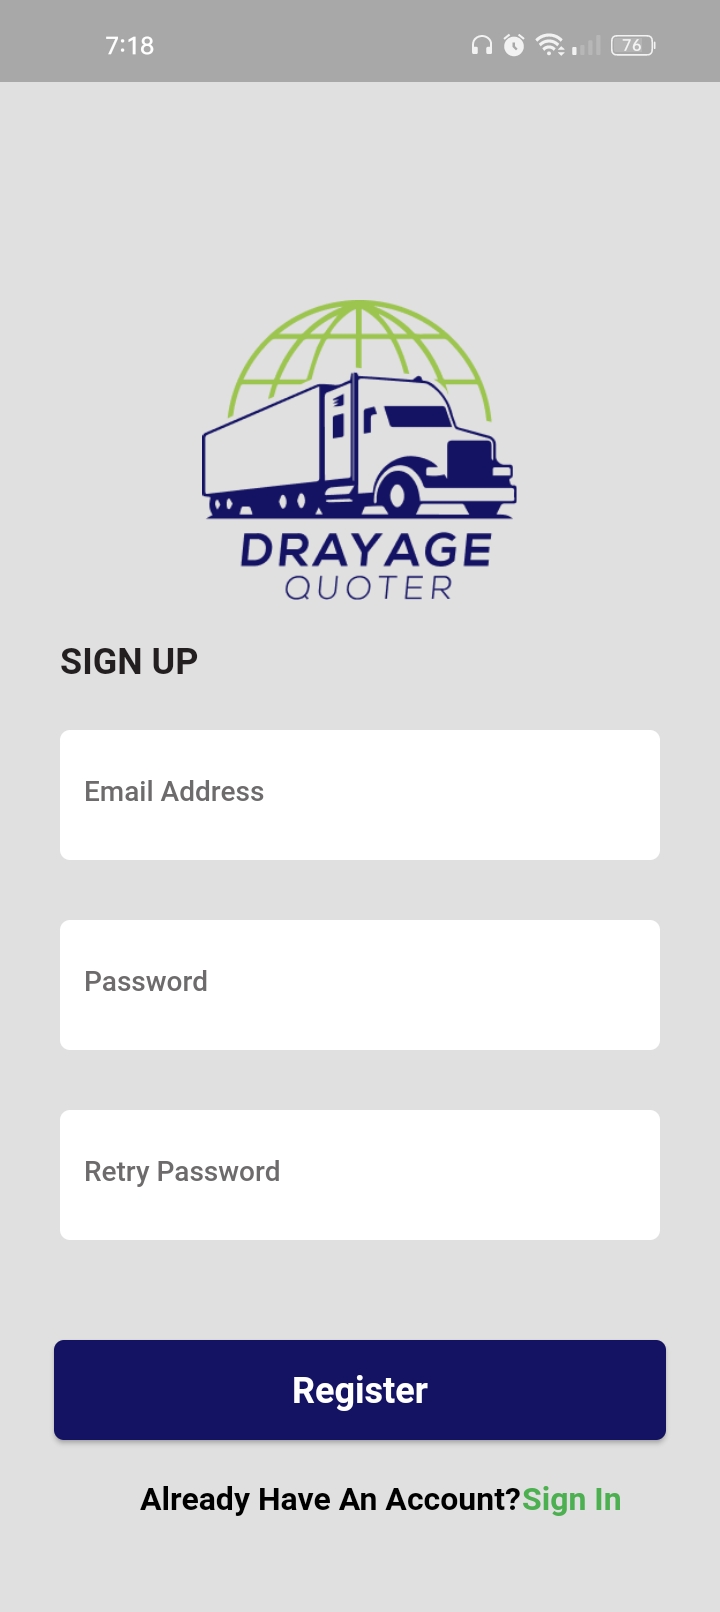 7:18
76
DRAYAGE
QUOTER
SIGN UP
Email Address
Password
Retry Password
Register
Already Have An Account?Sign In